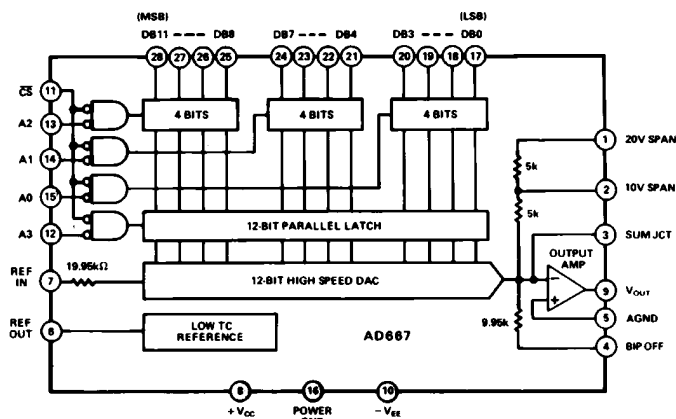 (MSB) (LSB)
DB11 ---- DB8 DB7 ---- DB4 DB3 ---- DB0
28 27 26 25 24 23 22 21 20 19 18 17
CS 11
A2 13
A1 14
A0 15
A3 12
4 BITS 4 BITS 4 BITS
12-BIT PARALLEL LATCH
REF IN 7 19.95kΩ
12-BIT HIGH SPEED DAC
REF OUT 6
LOW TC
REFERENCE
AD667
5k
5k
9.95k
OUTPUT
AMP
-
+
1 20V SPAN
2 10V SPAN
3 SUM JCT
9 VOUT
5 AGND
4 BIP OFF
8 16 10
+VCC POWER -VEE